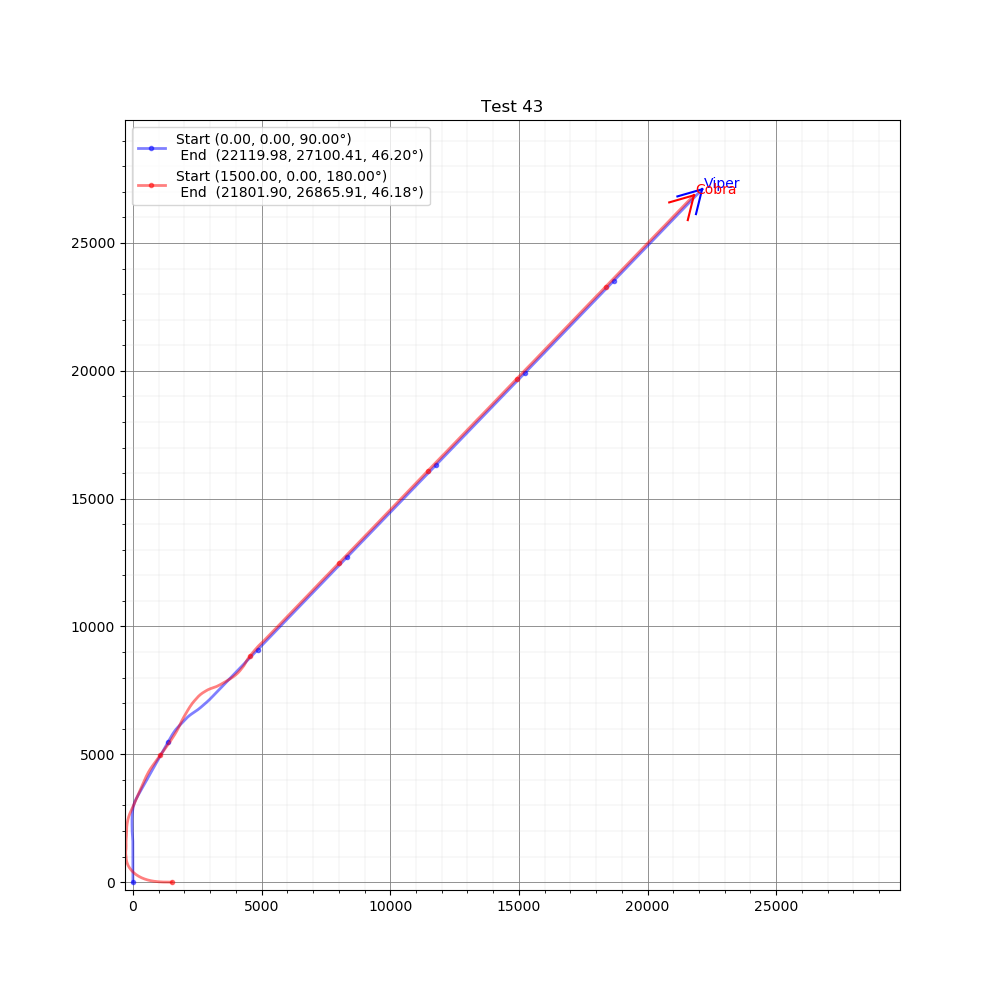 Test 43
Start (0.00, 0.00, 90.00°)
End  (22119.98, 27100.41, 46.20°)
Start (1500.00, 0.00, 180.00°)
End  (21801.90, 26865.91, 46.18°)
Viper
Cobra
25000
20000
15000
10000
5000
0
0
5000
10000
15000
20000
25000